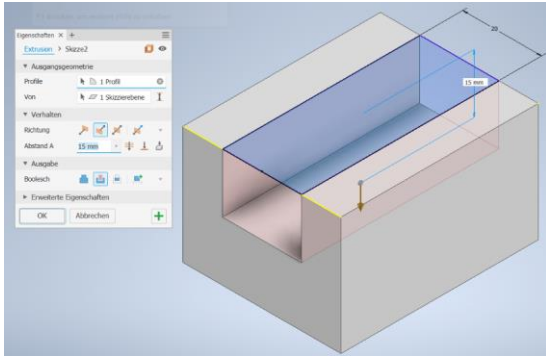 Eigenschaften × +
Extrusion > Skizze2
Ausgangsgeometrie
Profile 1 Profil
Von 1 Skizzierebene
Verhalten
Richtung
Abstand A 15 mm
Ausgabe
Boolesch
Erweiterte Eigenschaften
OK Abbrechen +
20
15 mm